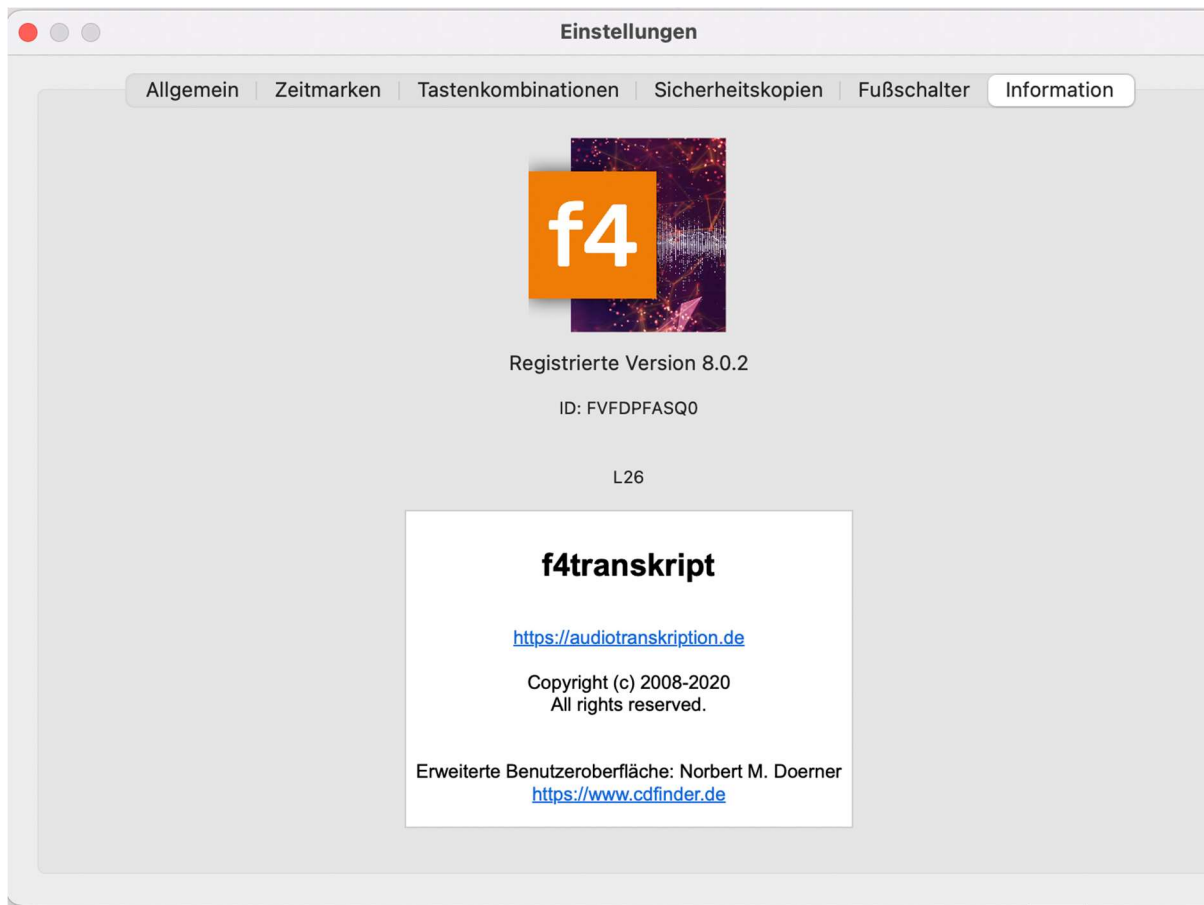 Einstellungen
Allgemein Zeitmarken Tastenkombinationen Sicherheitskopien Fußschalter Information
f4
Registrierte Version 8.0.2
ID: FVFDPFASQ0
L26
f4transkript
https://audiotranskription.de
Copyright (c) 2008-2020
All rights reserved.
Erweiterte Benutzeroberfläche: Norbert M. Doerner
https://www.cdfinder.de